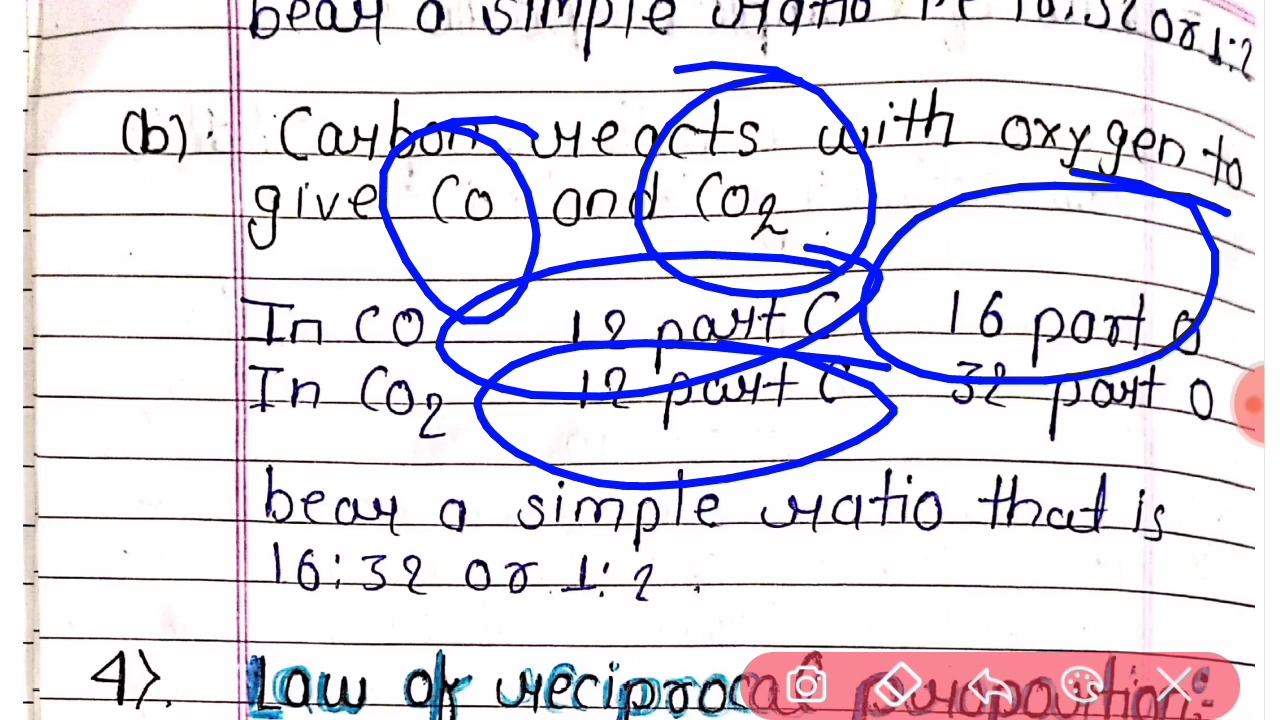 bear a simple ratio i.e 16:32 or 1:2
(b): Carbon reacts with oxygen to
give CO and CO2.
In CO 12 part C 16 part O
In CO2 12 part C 32 part O
bear a simple ratio that is
16:32 or 1:2.
4). Law of reciprocal proportion: